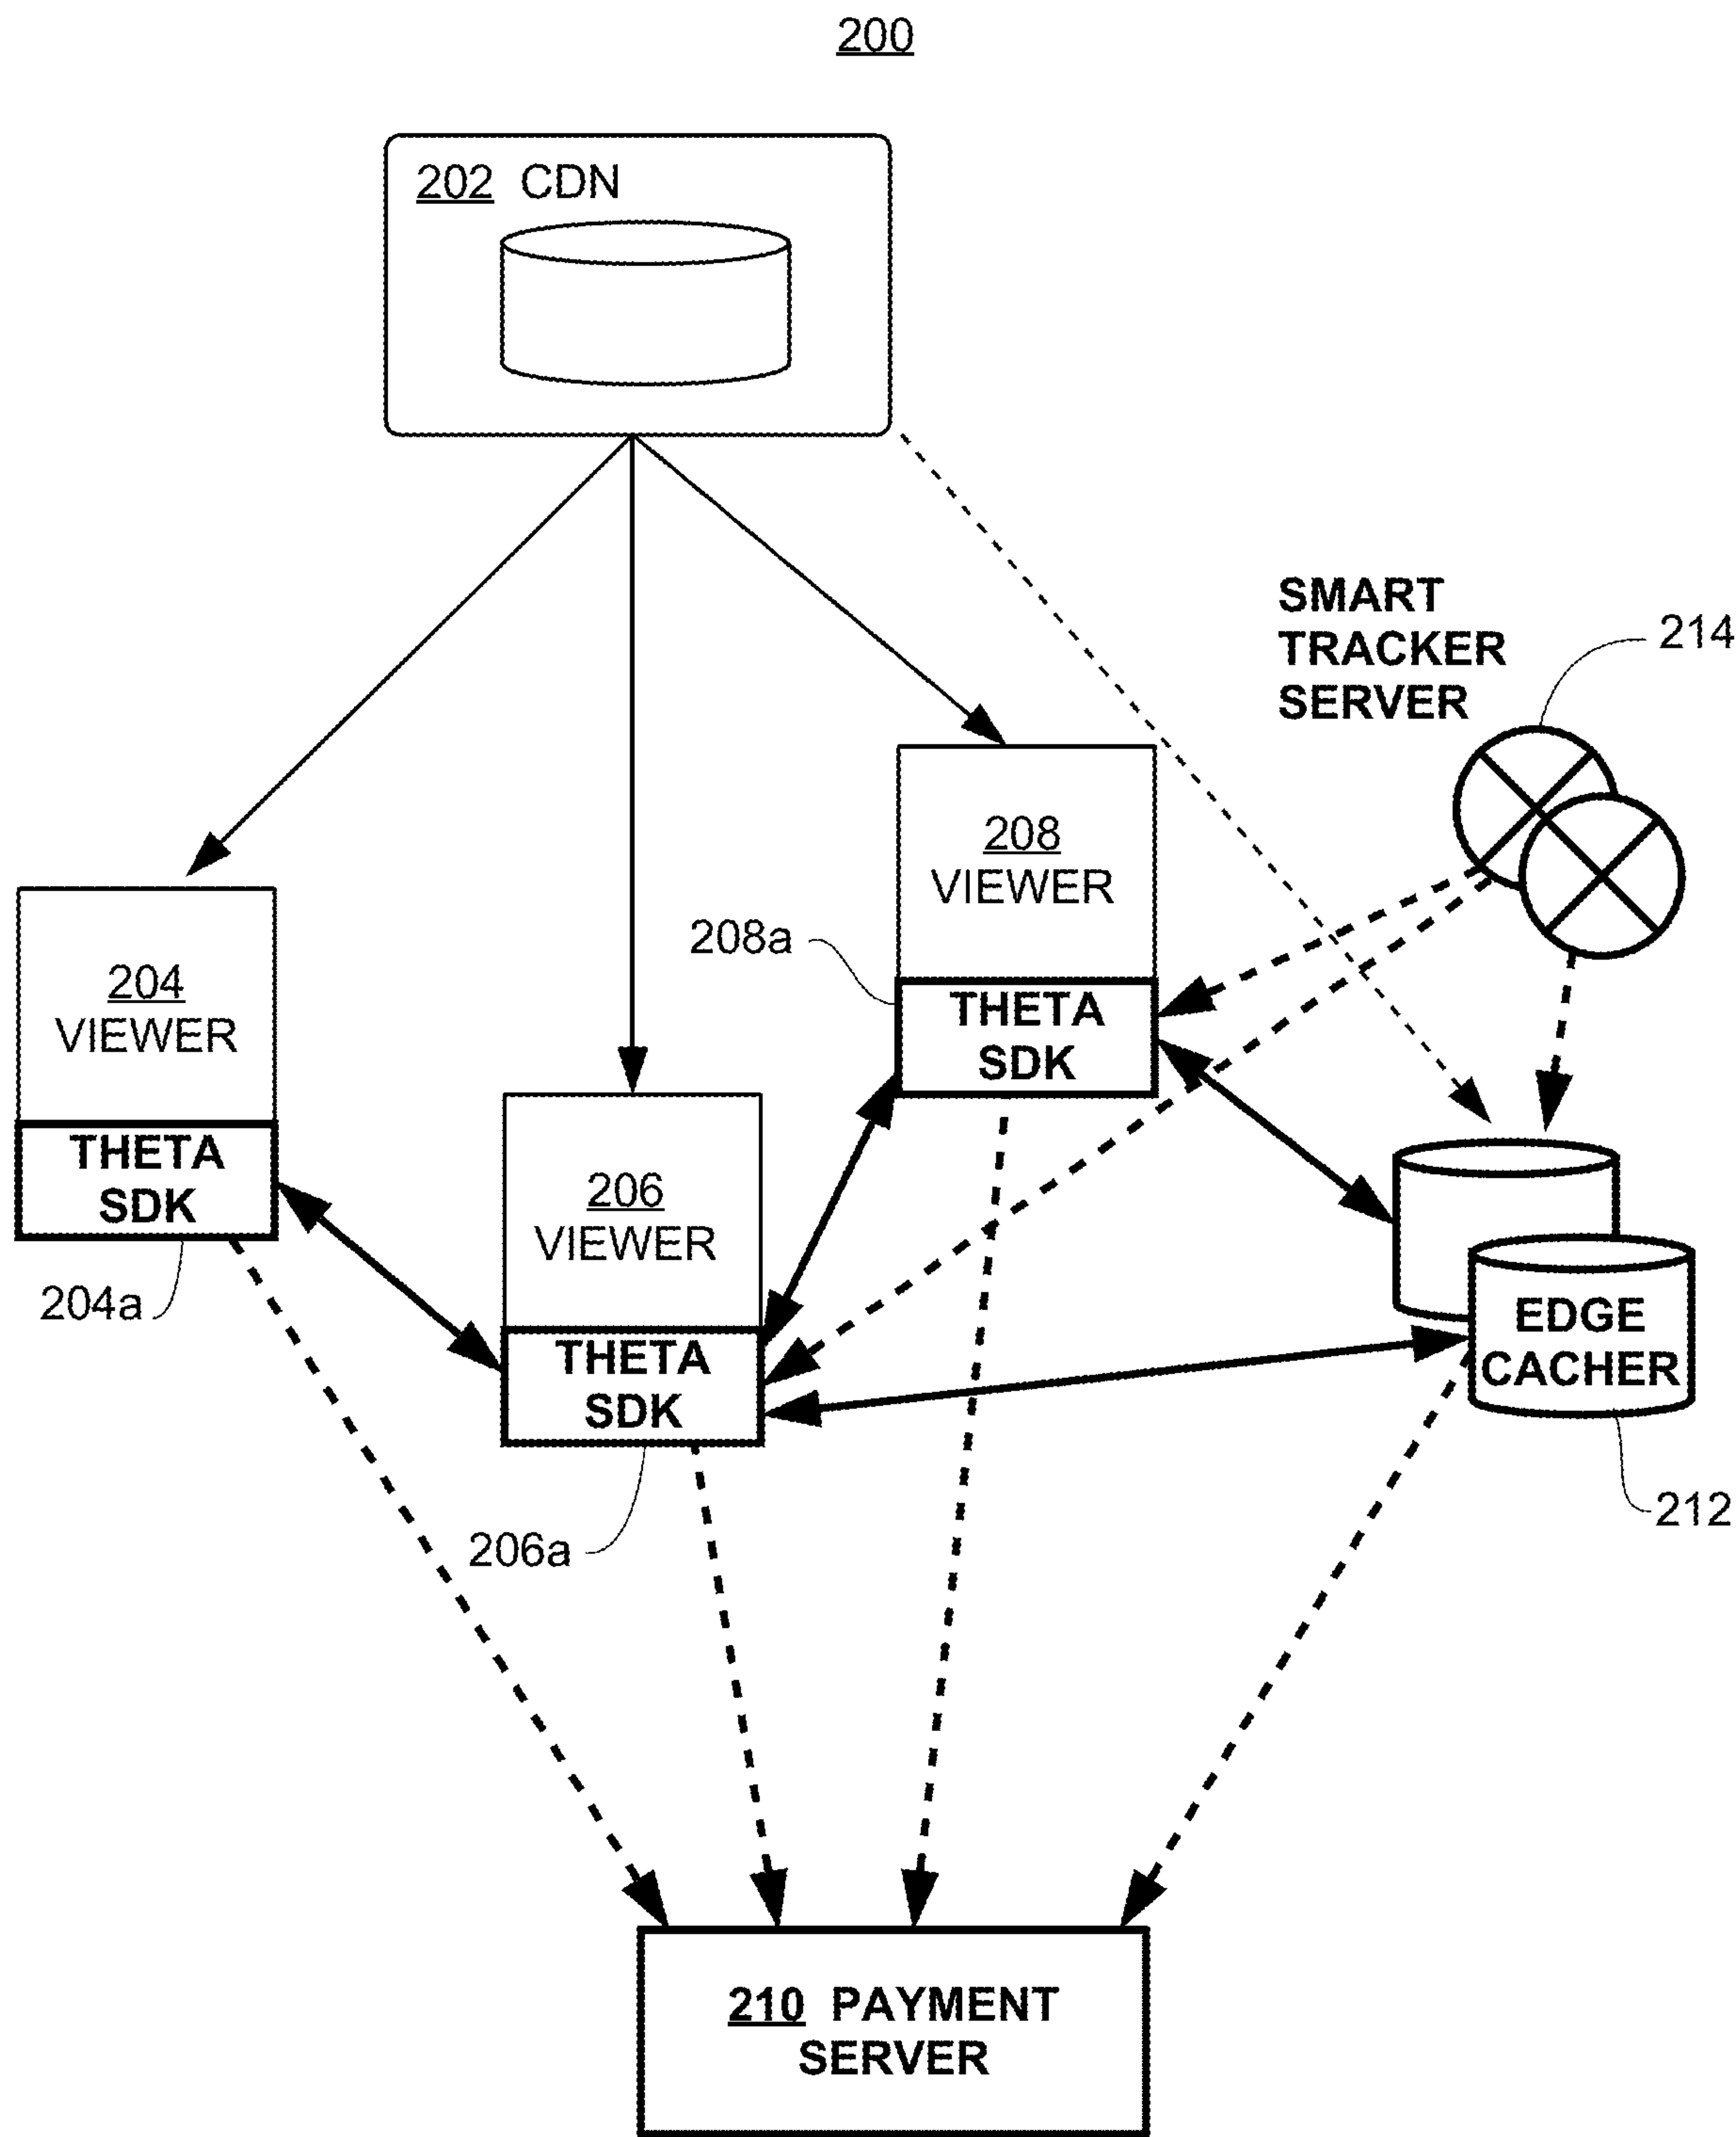 200
202 CDN
SMART
TRACKER
SERVER
214
208
VIEWER
208a
THETA
SDK
204
VIEWER
THETA
SDK
204a
206
VIEWER
THETA
SDK
206a
EDGE
CACHER
212
210 PAYMENT
SERVER